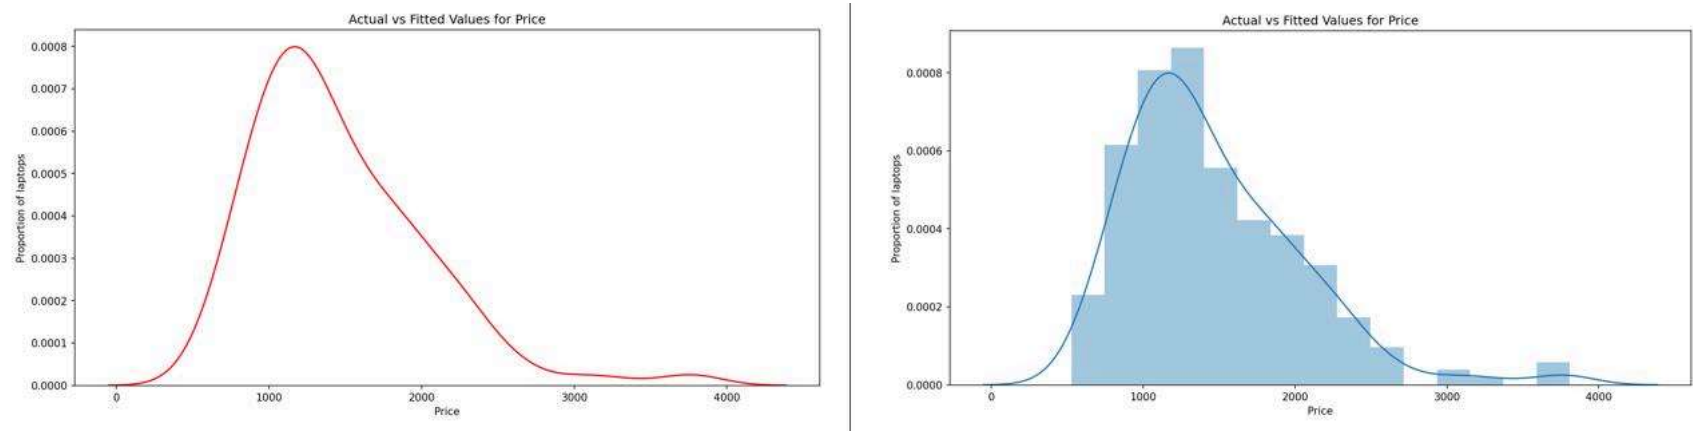 Actual vs Fitted Values for Price
0.0008
0.0007
0.0006
0.0005
0.0004
0.0003
0.0002
0.0001
0.0000
Proportion of laptops
0 1000 2000 3000 4000
Price
Actual vs Fitted Values for Price
0.0008
0.0006
0.0004
0.0002
0.0000
Proportion of laptops
0 1000 2000 3000 4000
Price